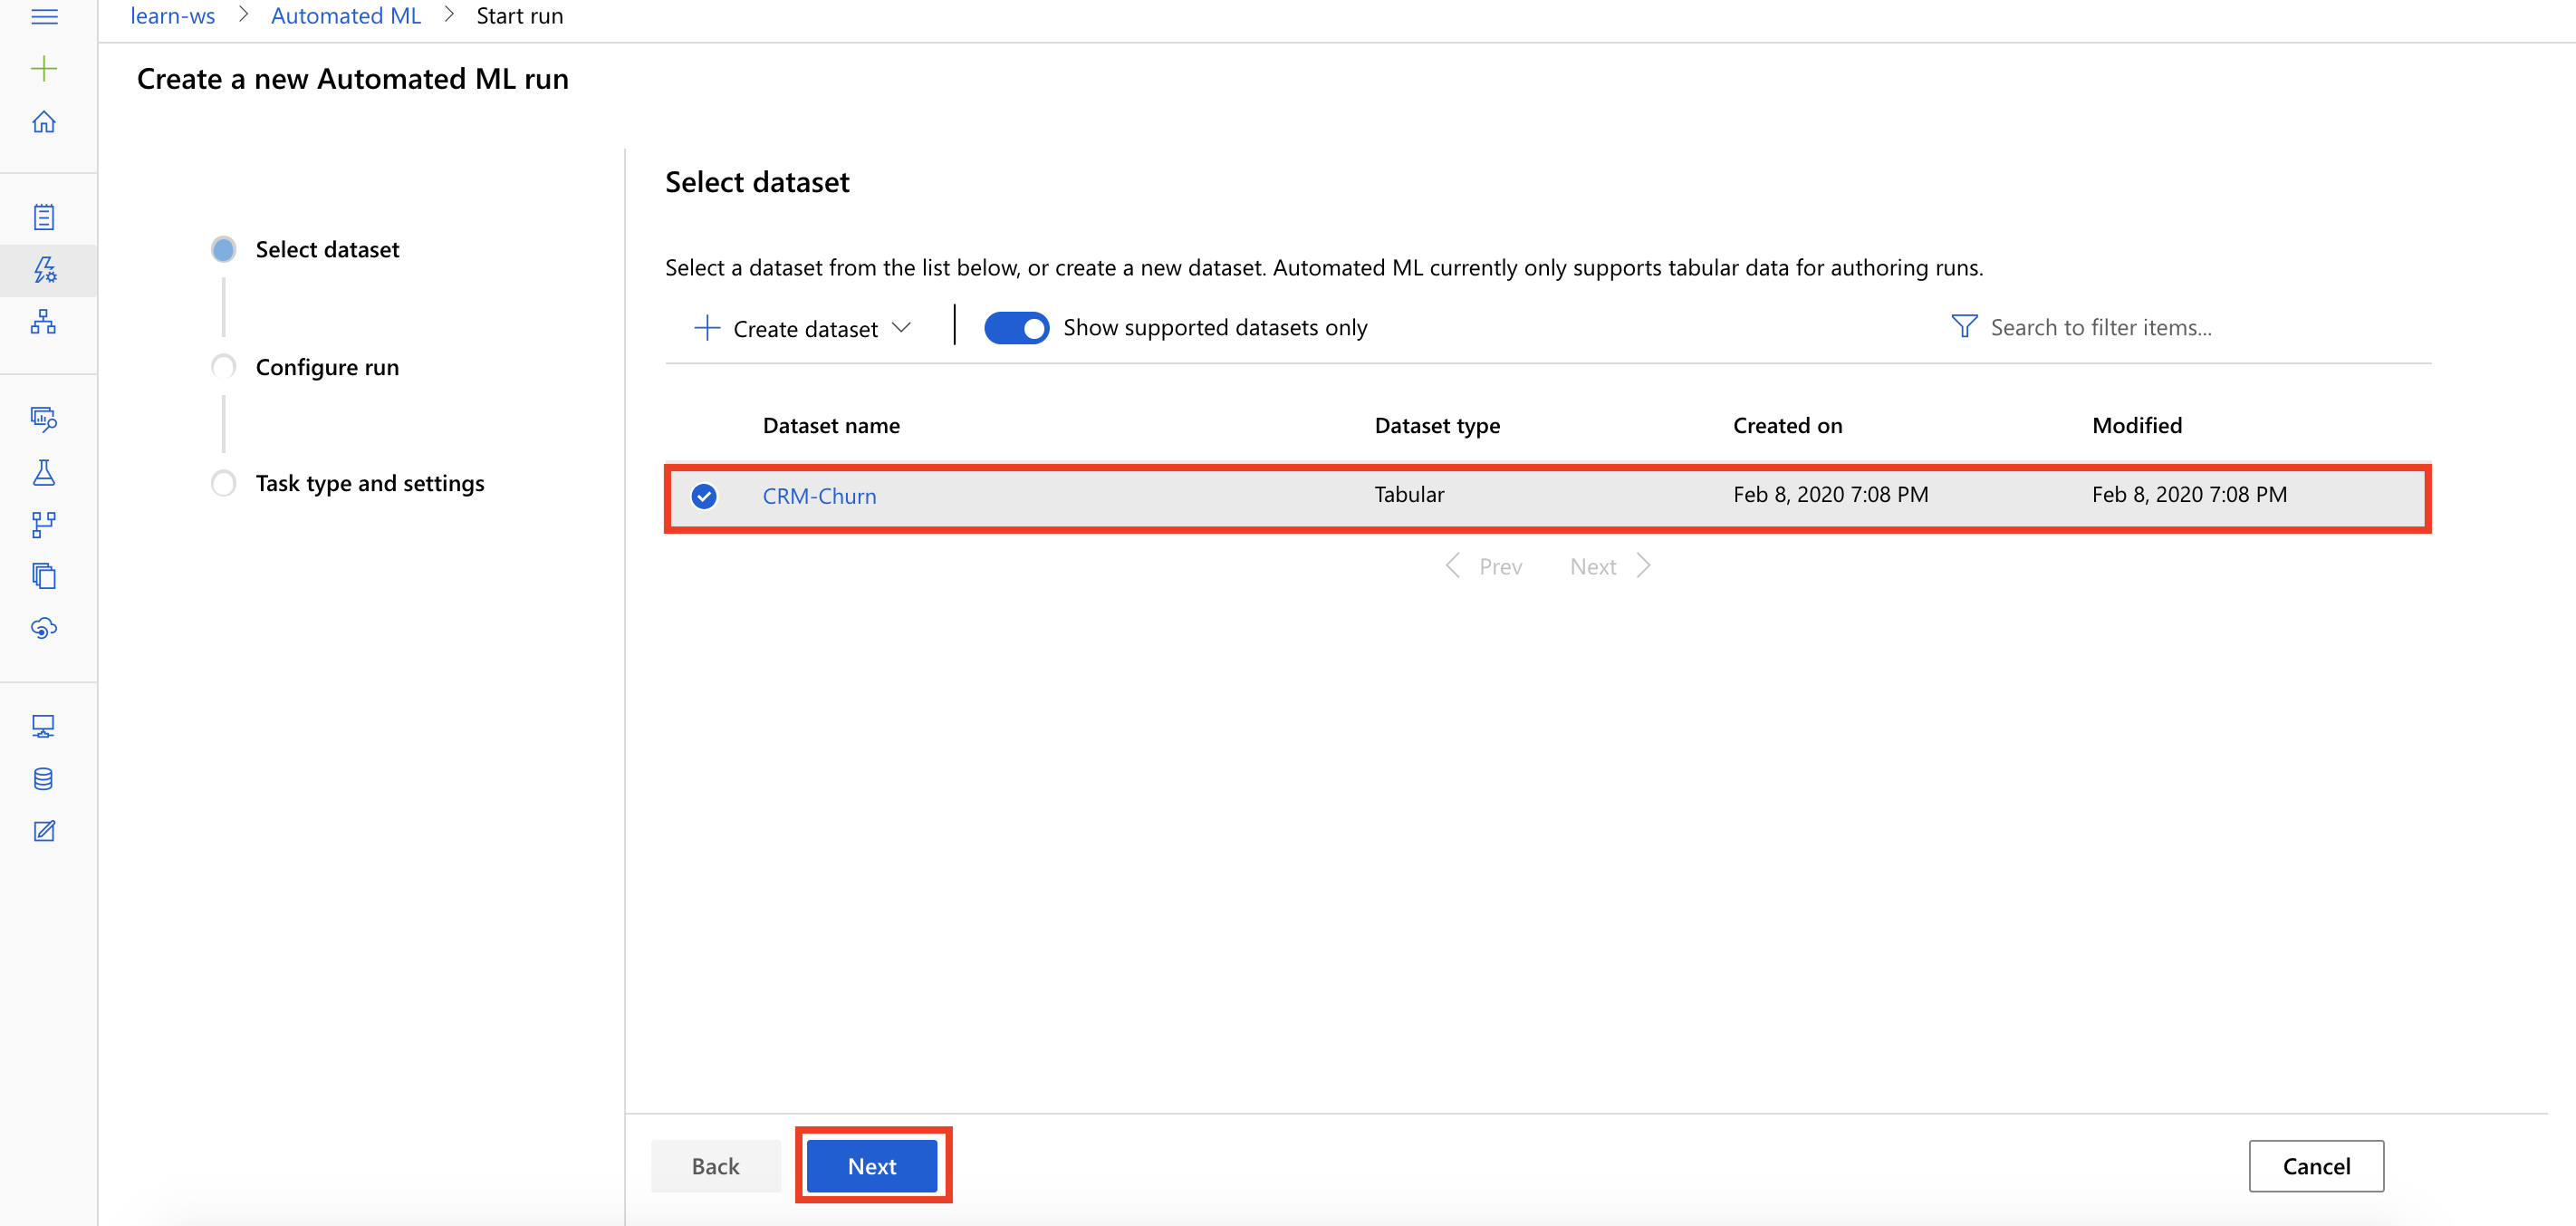 learn-ws > Automated ML > Start run
Create a new Automated ML run
Select dataset
Configure run
Task type and settings
Select dataset
Select a dataset from the list below, or create a new dataset. Automated ML currently only supports tabular data for authoring runs.
Create dataset Show supported datasets only Search to filter items...
Dataset name Dataset type Created on Modified
CRM-Churn Tabular Feb 8, 2020 7:08 PM Feb 8, 2020 7:08 PM
Prev Next
Back Next Cancel